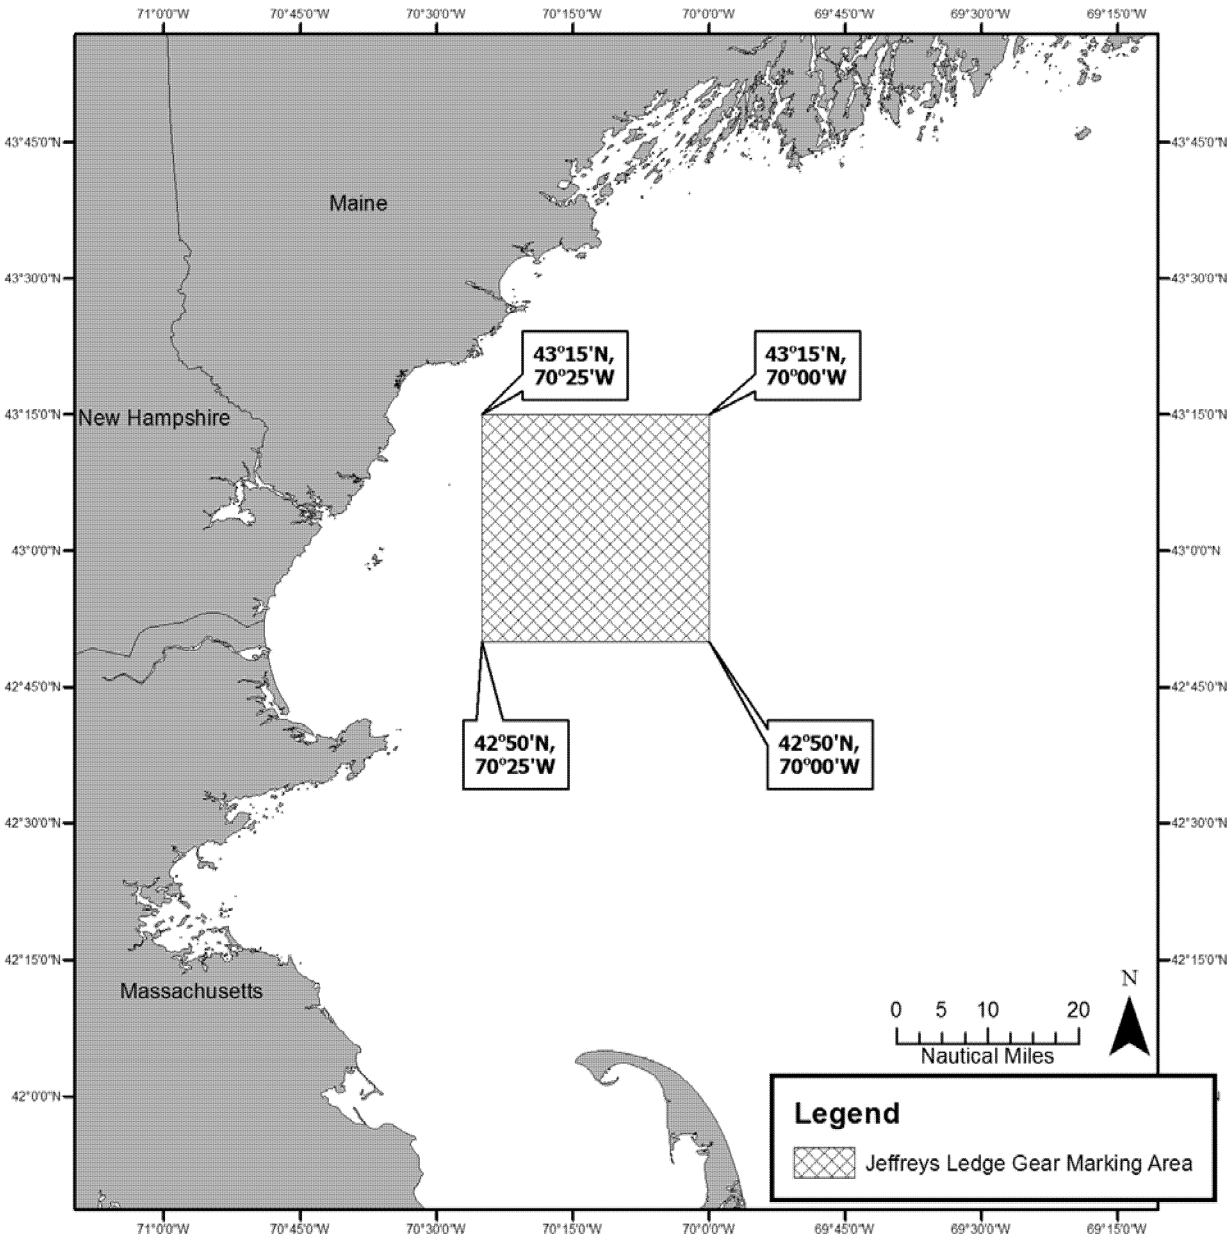 71°0'0"W 70°45'0"W 70°30'0"W 70°15'0"W 70°0'0"W 69°45'0"W 69°30'0"W 69°15'0"W
43°45'0"N 43°45'0"N
Maine
43°30'0"N 43°30'0"N
43°15'N,
70°25'W
43°15'N,
70°00'W
43°15'0"N 43°15'0"N
New Hampshire
43°0'0"N 43°0'0"N
42°45'0"N 42°45'0"N
42°50'N,
70°25'W
42°50'N,
70°00'W
42°30'0"N 42°30'0"N
42°15'0"N 42°15'0"N
Massachusetts
N
0 5 10 20
Nautical Miles
42°0'0"N
Legend
Jeffreys Ledge Gear Marking Area
71°0'0"W 70°45'0"W 70°30'0"W 70°15'0"W 70°0'0"W 69°45'0"W 69°30'0"W 69°15'0"W